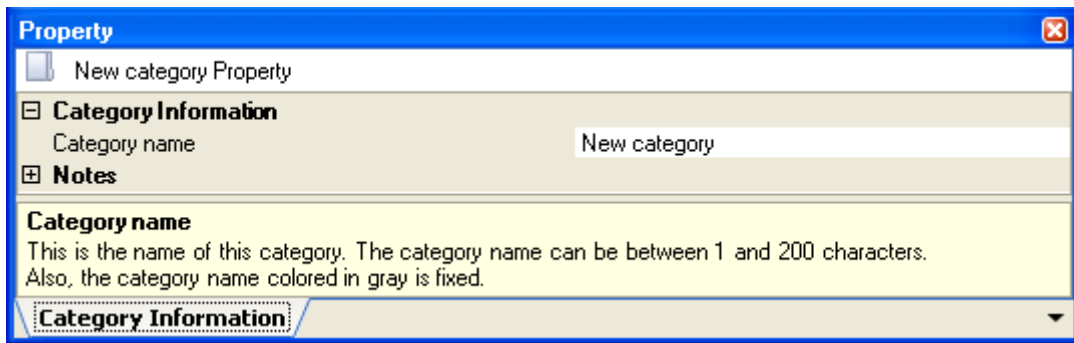 Property
New category Property
Category Information
Category name New category
Notes
Category name
This is the name of this category. The category name can be between 1 and 200 characters.
Also, the category name colored in gray is fixed.
Category Information